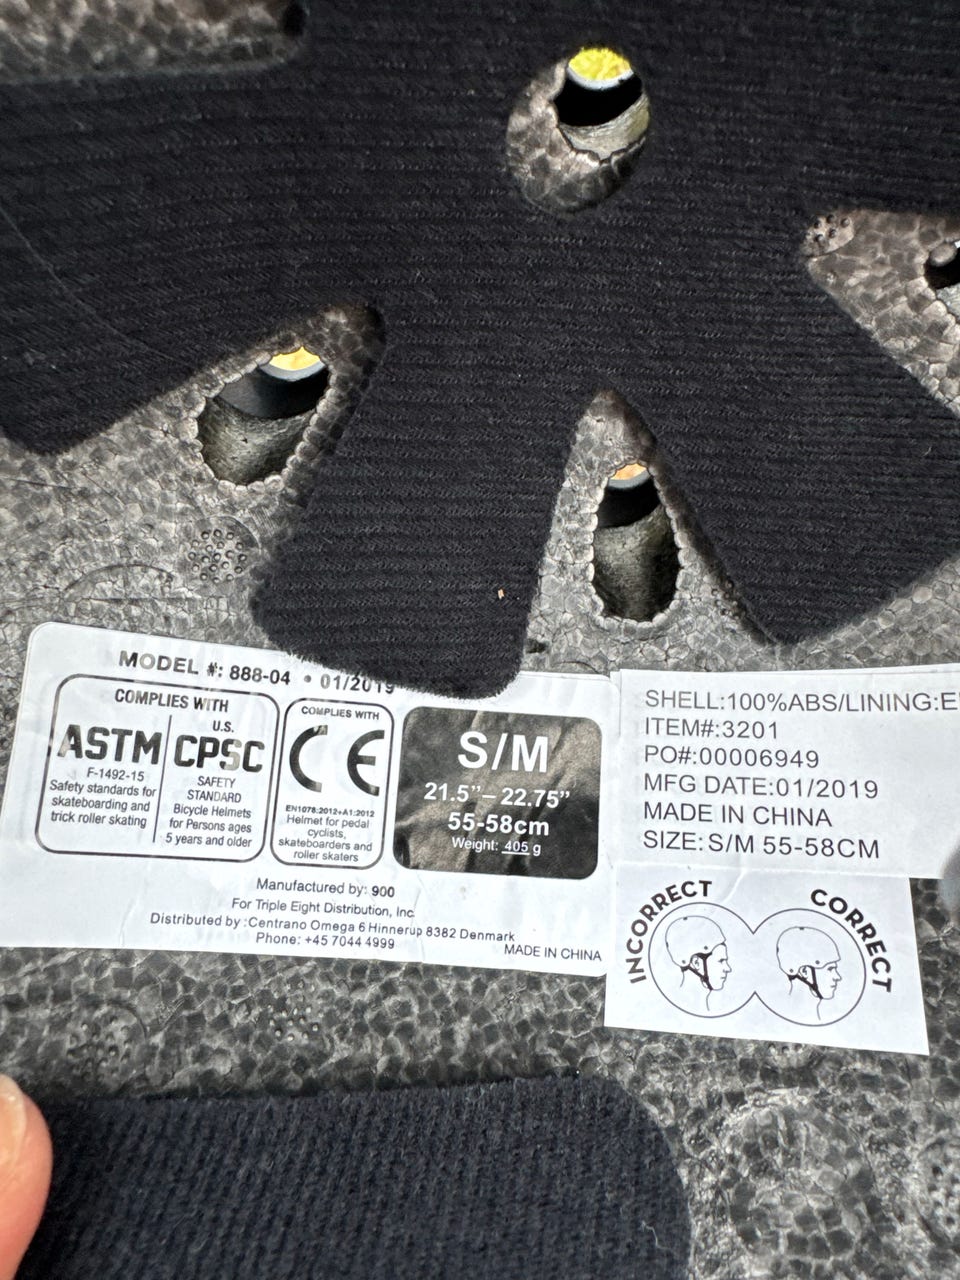 MODEL #: 888-04 • 01/2019
COMPLIES WITH
ASTM
F-1492-15
Safety standards for
skateboarding and
trick roller skating
U.S.
CPSC
SAFETY
STANDARD
Bicycle Helmets
for Persons ages
5 years and older
COMPLIES WITH
CE
EN1078:2012+A1:2012
Helmet for pedal
cyclists,
skateboarders and
roller skaters
S/M
21.5”– 22.75”
55-58cm
Weight: 405 g
Manufactured by: 900
For Triple Eight Distribution, Inc
Distributed by :Centrano Omega 6 Hinnerup 8382 Denmark
Phone: +45 7044 4999
MADE IN CHINA
SHELL:100%ABS/LINING:E
ITEM#:3201
PO#:00006949
MFG DATE:01/2019
MADE IN CHINA
SIZE: S/M 55-58CM
INCORRECT
CORRECT